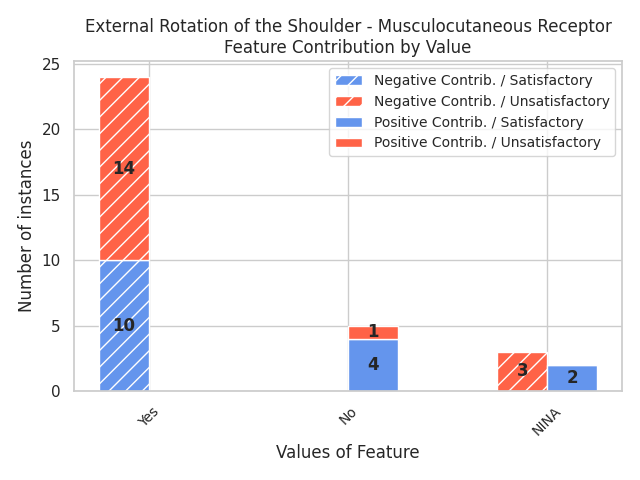 External Rotation of the Shoulder - Musculocutaneous Receptor
Feature Contribution by Value
Number of instances
25
20
15
10
5
0
Negative Contrib. / Satisfactory
Negative Contrib. / Unsatisfactory
Positive Contrib. / Satisfactory
Positive Contrib. / Unsatisfactory
14
10
1
4
3
2
Yes
No
NINA
Values of Feature